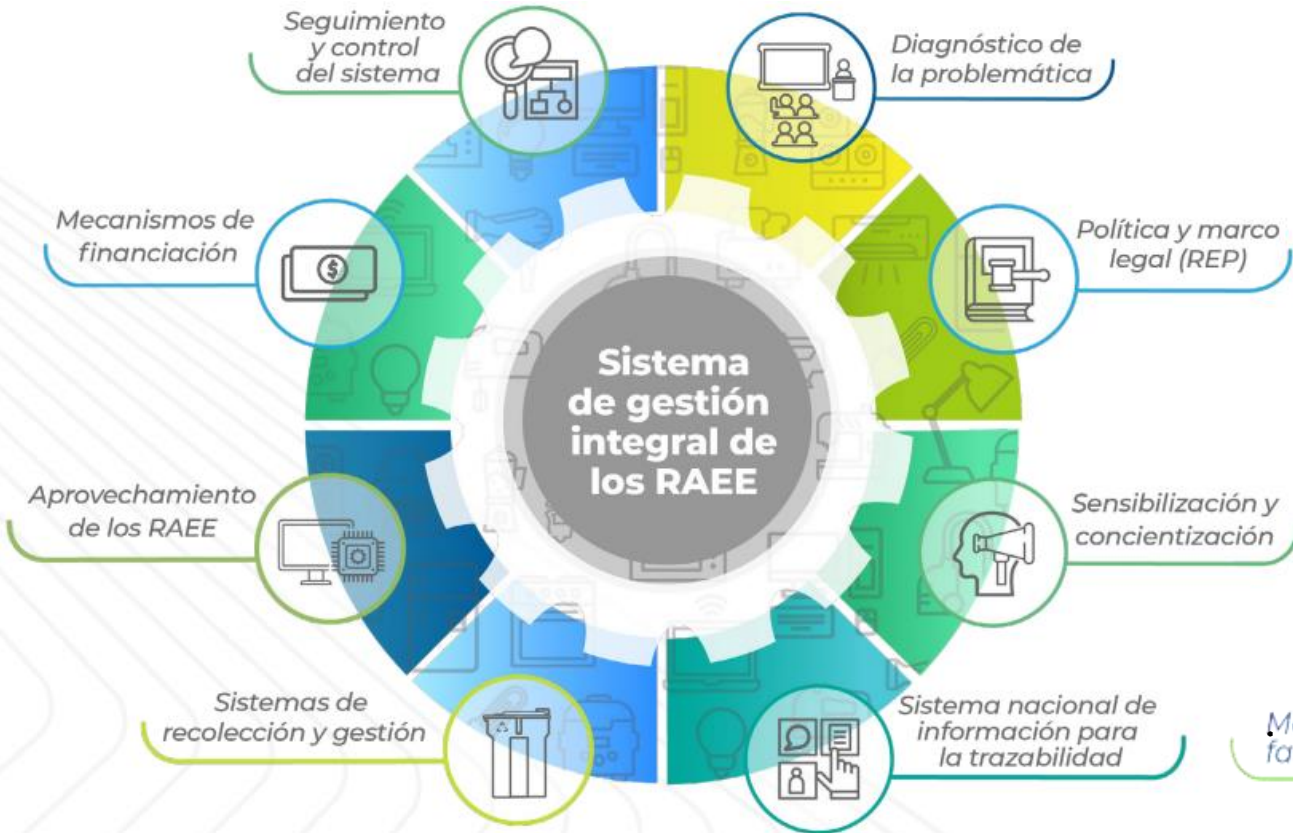 Seguimiento
y control
del sistema
Diagnóstico de
la problemática
Mecanismos de
financiación
Política y marco
legal (REP)
Sistema
de gestión
integral de
los RAEE
Aprovechamiento
de los RAEE
Sensibilización y
concientización
Sistemas de
recolección y gestión
Sistema nacional de
información para
la trazabilidad